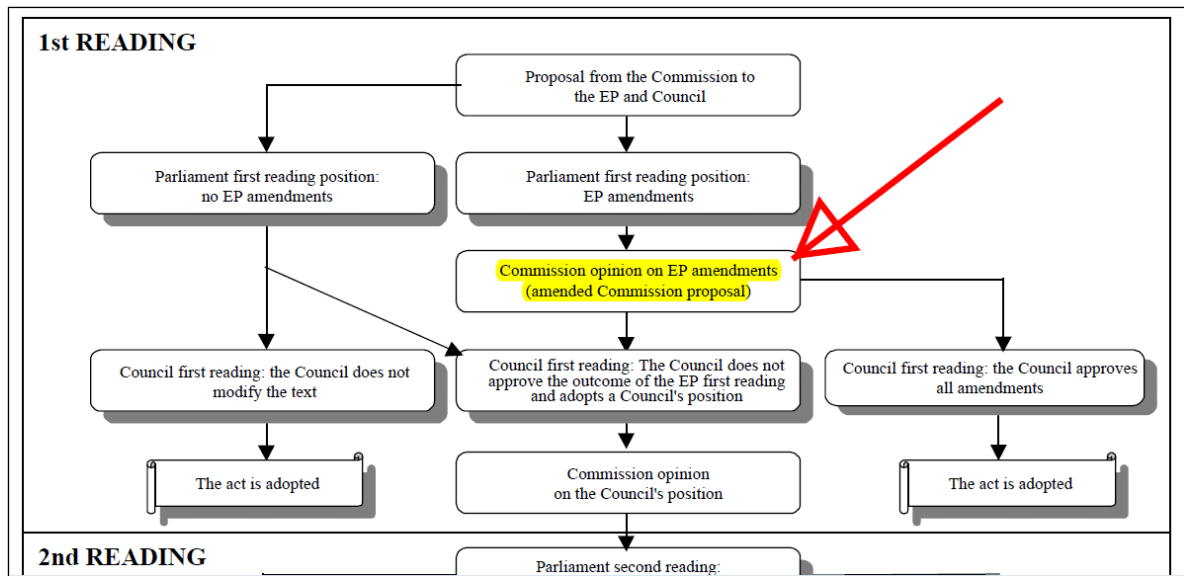 1st READING
Proposal from the Commission to
the EP and Council
Parliament first reading position:
no EP amendments
Parliament first reading position:
EP amendments
Commission opinion on EP amendments
(amended Commission proposal)
Council first reading: the Council does not
modify the text
Council first reading: The Council does not
approve the outcome of the EP first reading
and adopts a Council's position
Council first reading: the Council approves
all amendments
The act is adopted
Commission opinion
on the Council's position
The act is adopted
2nd READING
Parliament second reading: